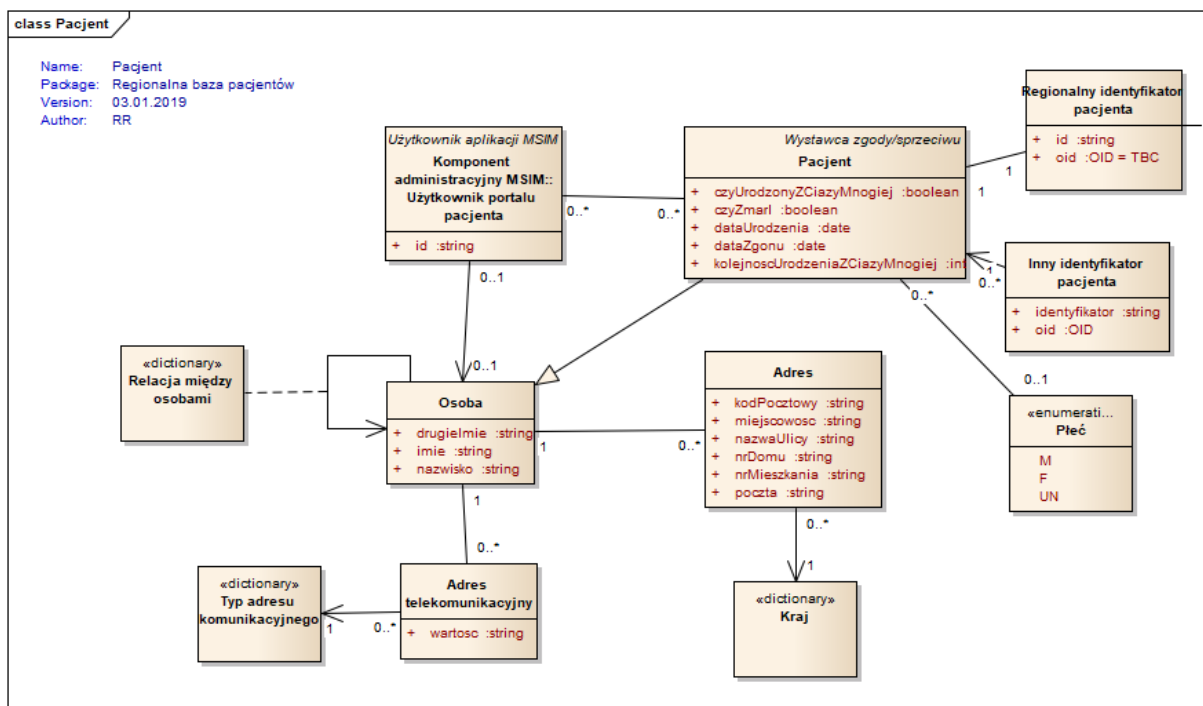 class Pacjent
Name: Pacjent
Package: Regionalna baza pacjentów
Version: 03.01.2019
Author: RR
Użytkownik aplikacji MSIM
Komponent
administracyjny MSIM::
Użytkownik portalu
pacjenta
+ id :string
Wystawca zgody/sprzeciwu
Pacjent
+ czyUrodzonyZCiazyMnogiej :boolean
+ czyZmarl :boolean
+ dataUrodzenia :date
+ dataZgonu :date
+ kolejnoscUrodzeniaZCiazyMnogiej :int
Regionalny identyfikator
pacjenta
+ id :string
+ oid :OID = TBC
Inny identyfikator
pacjenta
+ identyfikator :string
+ oid :OID
0..*
0..*
1
1
1
0..*
0..*
0..1
0..1
0..1
«dictionary»
Relacja między
osobami
Osoba
+ drugieImie :string
+ imie :string
+ nazwisko :string
1
0..*
Adres
+ kodPocztowy :string
+ miejscowosc :string
+ nazwaUlicy :string
+ nrDomu :string
+ nrMieszkania :string
+ poczta :string
«enumerati...
Płeć
M
F
UN
1
0..*
0..*
1
«dictionary»
Typ adresu
komunikacyjnego
1
0..*
Adres
telekomunikacyjny
+ wartosc :string
«dictionary»
Kraj